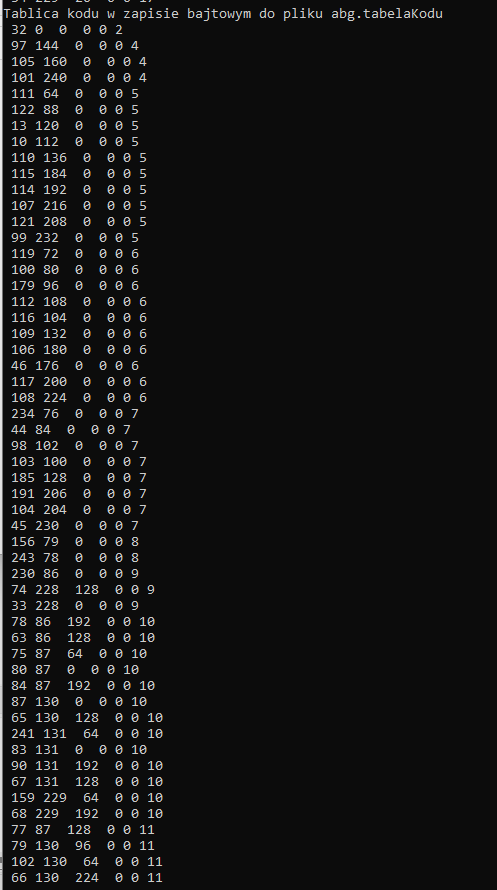 Tablica kodu w zapisie bajtowym do pliku abg.tabelaKodu
32 0 0 0 0 2
97 144 0 0 0 4
105 160 0 0 0 4
101 240 0 0 0 4
111 64 0 0 0 5
122 88 0 0 0 5
13 120 0 0 0 5
10 112 0 0 0 5
110 136 0 0 0 5
115 184 0 0 0 5
114 192 0 0 0 5
107 216 0 0 0 5
121 208 0 0 0 5
99 232 0 0 0 5
119 72 0 0 0 6
100 80 0 0 0 6
179 96 0 0 0 6
112 108 0 0 0 6
116 104 0 0 0 6
109 132 0 0 0 6
106 180 0 0 0 6
46 176 0 0 0 6
117 200 0 0 0 6
108 224 0 0 0 6
234 76 0 0 0 7
44 84 0 0 0 7
98 102 0 0 0 7
103 100 0 0 0 7
185 128 0 0 0 7
191 206 0 0 0 7
104 204 0 0 0 7
45 230 0 0 0 7
156 79 0 0 0 8
243 78 0 0 0 8
230 86 0 0 0 9
74 228 128 0 0 9
33 228 0 0 0 9
78 86 192 0 0 10
63 86 128 0 0 10
75 87 64 0 0 10
80 87 0 0 0 10
84 87 192 0 0 10
87 130 0 0 0 10
65 130 128 0 0 10
241 131 64 0 0 10
83 131 0 0 0 10
90 131 192 0 0 10
67 131 128 0 0 10
159 229 64 0 0 10
68 229 192 0 0 10
77 87 128 0 0 11
79 130 96 0 0 11
102 130 64 0 0 11
66 130 224 0 0 11